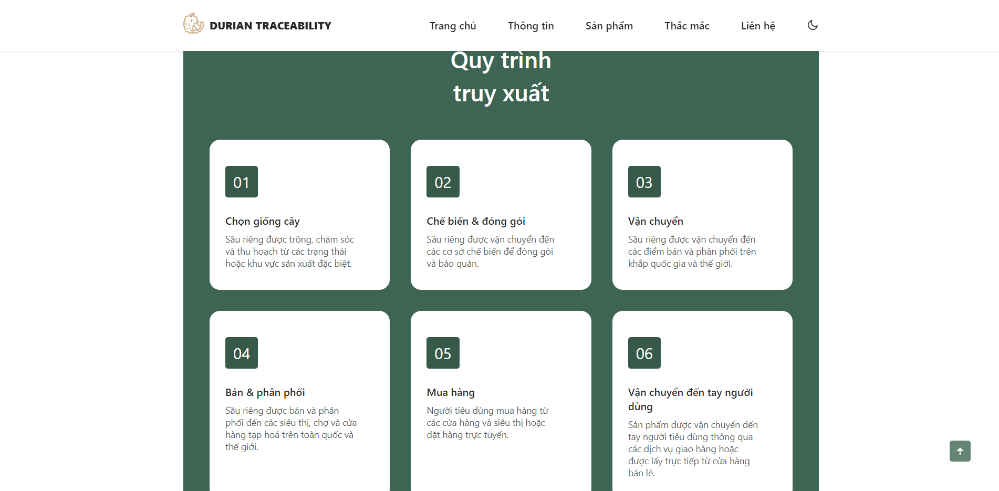 DURIAN TRACEABILITY
Trang chủ
Thông tin
Sản phẩm
Thắc mắc
Liên hệ
Quy trình
truy xuất
01
Chọn giống cây
Sầu riêng được trồng, chăm sóc
và thu hoạch từ các trạng thái
hoặc khu vực sản xuất đặc biệt.
02
Chế biến & đóng gói
Sầu riêng được vận chuyển đến
các cơ sở chế biến để đóng gòi
và bảo quản.
03
Vận chuyển
Sầu riêng được vận chuyển đến
các điểm bán và phân phối trên
khắp quốc gia và thế giới.
04
Bán & phân phối
Sầu riêng được bán và phân
phối đến các siêu thị, chợ và cửa
hàng tạp hoá trên toàn quốc và
thế giới.
05
Mua hàng
Người tiêu dùng mua hàng từ
các cửa hàng và siêu thị hoặc
đặt hàng trực tuyến.
06
Vận chuyển đến tay người
dùng
Sản phẩm được vận chuyển đến
tay người tiêu dùng thông qua
các dịch vụ giao hàng hoặc
được lấy trực tiếp từ cửa hàng
bán lẻ.